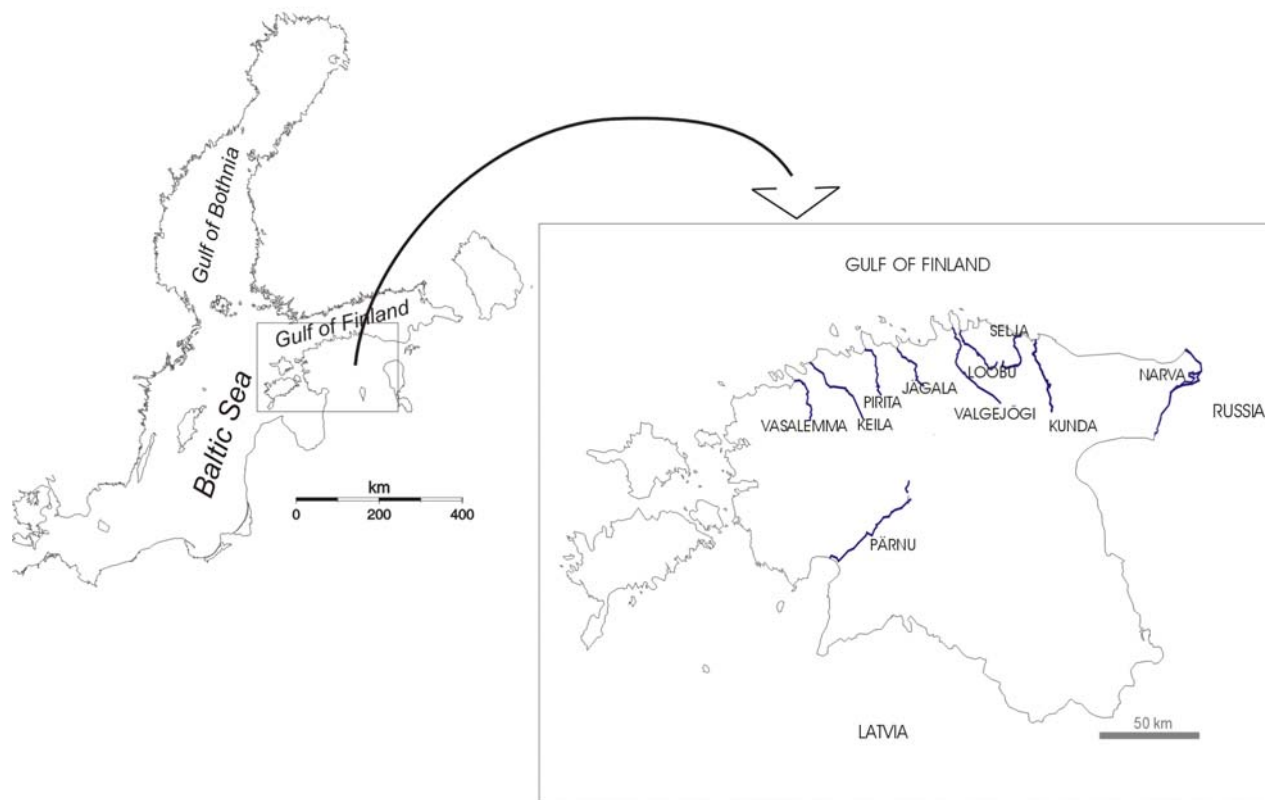 Gulf of Bothnia
Gulf of Finland
Baltic Sea
km
0 200 400
GULF OF FINLAND
SELJA
LOOBU
NARVA
JÄGALA
PIRITA
VALGEJÕGI
RUSSIA
VASALEMMA
KEILA
KUNDA
PÄRNU
LATVIA
50 km